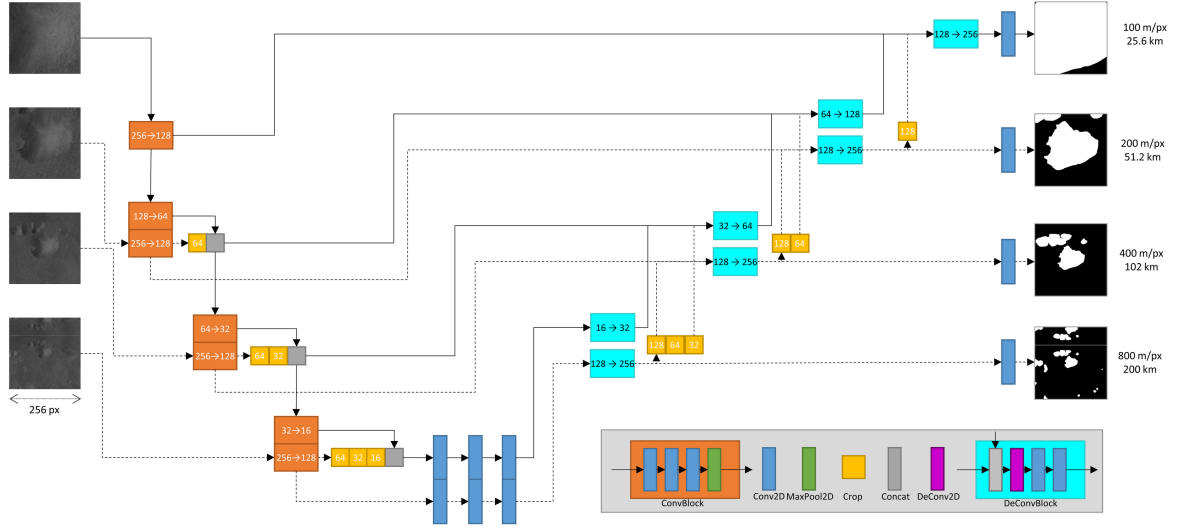 128 → 256
100 m/px
25.6 km
64 → 128
256→128
128
128 → 256
200 m/px
51.2 km
128→64
256→128
64
32 → 64
128 64
128 → 256
400 m/px
102 km
64→32
256→128
64 32
16 → 32
128 64 32
128 → 256
800 m/px
200 km
256 px
32→16
256→128
64 32 16
ConvBlock
Conv2D
MaxPool2D
Crop
Concat
DeConv2D
DeConvBlock